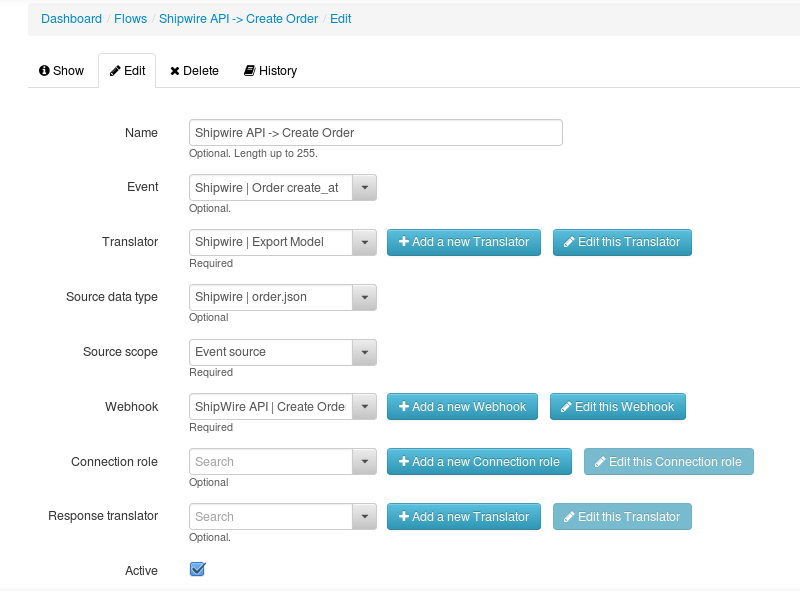 Dashboard / Flows / Shipwire API -> Create Order / Edit
Show Edit Delete History
Name Shipwire API -> Create Order
Optional. Length up to 255.
Event Shipwire | Order create_at
Optional.
Translator Shipwire | Export Model Add a new Translator Edit this Translator
Required
Source data type Shipwire | order.json
Optional
Source scope Event source
Required
Webhook ShipWire API | Create Orde Add a new Webhook Edit this Webhook
Required
Connection role Search Add a new Connection role Edit this Connection role
Optional
Response translator Search Add a new Translator Edit this Translator
Optional.
Active